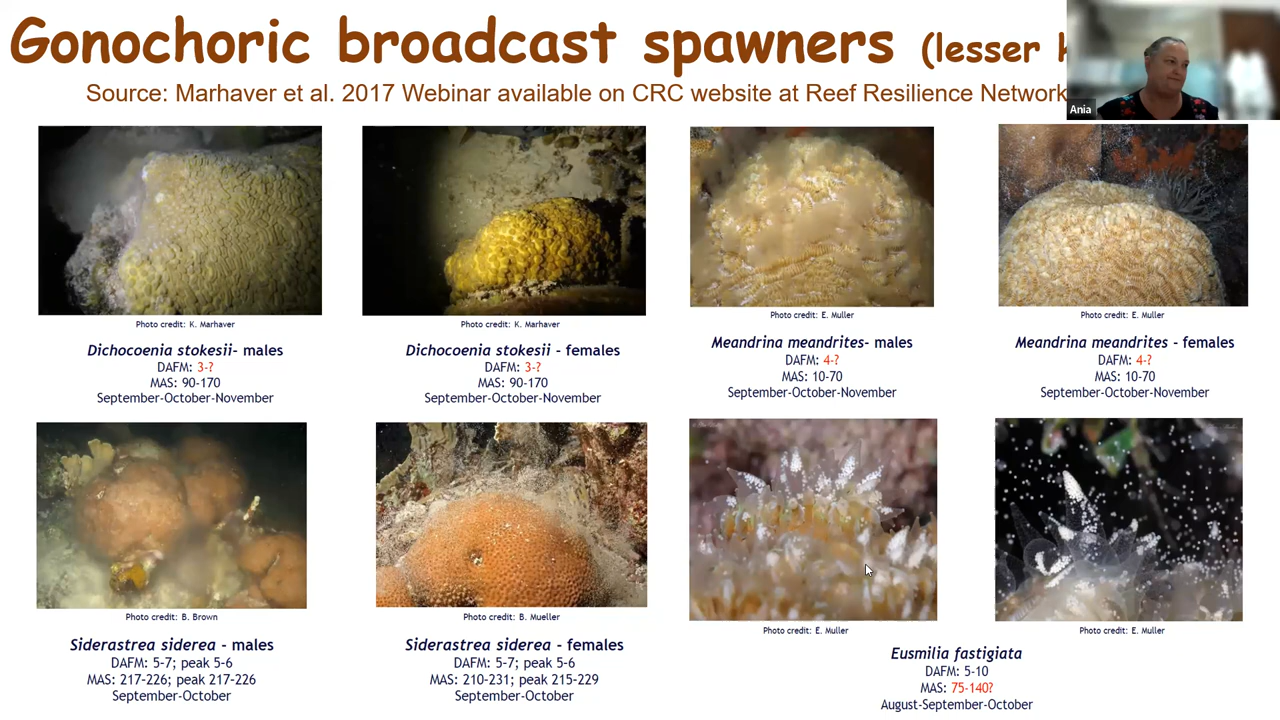 Gonochoric broadcast spawners (lesser
Source: Marhaver et al. 2017 Webinar available on CRC website at Reef Resilience Network
Ania
Photo credit: K. Marhaver
Photo credit: K. Marhaver
Photo credit: E. Muller
Photo credit: E. Muller
Dichocoenia stokesii- males
DAFM: 3-?
MAS: 90-170
September-October-November
Dichocoenia stokesii - females
DAFM: 3-?
MAS: 90-170
September-October-November
Meandrina meandrites- males
DAFM: 4-?
MAS: 10-70
September-October-November
Meandrina meandrites - females
DAFM: 4-?
MAS: 10-70
September-October-November
Photo credit: B. Brown
Photo credit: B. Mueller
Photo credit: E. Muller
Photo credit: E. Muller
Siderastrea siderea - males
DAFM: 5-7; peak 5-6
MAS: 217-226; peak 217-226
September-October
Siderastrea siderea - females
DAFM: 5-7; peak 5-6
MAS: 210-231; peak 215-229
September-October
Eusmilia fastigiata
DAFM: 5-10
MAS: 75-140?
August-September-October